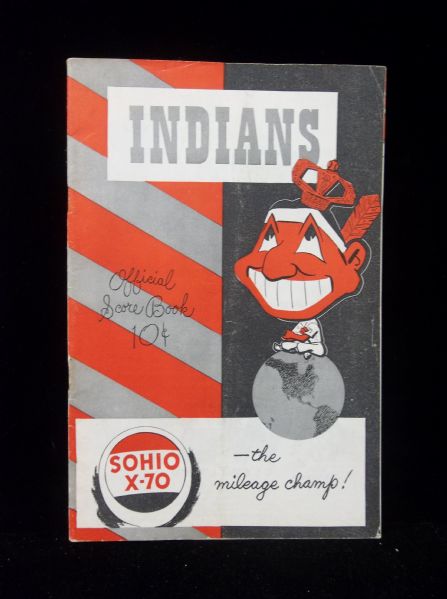 INDIANS
Official
Score Book
10¢
SOHIO
X-70
—the
mileage champ!